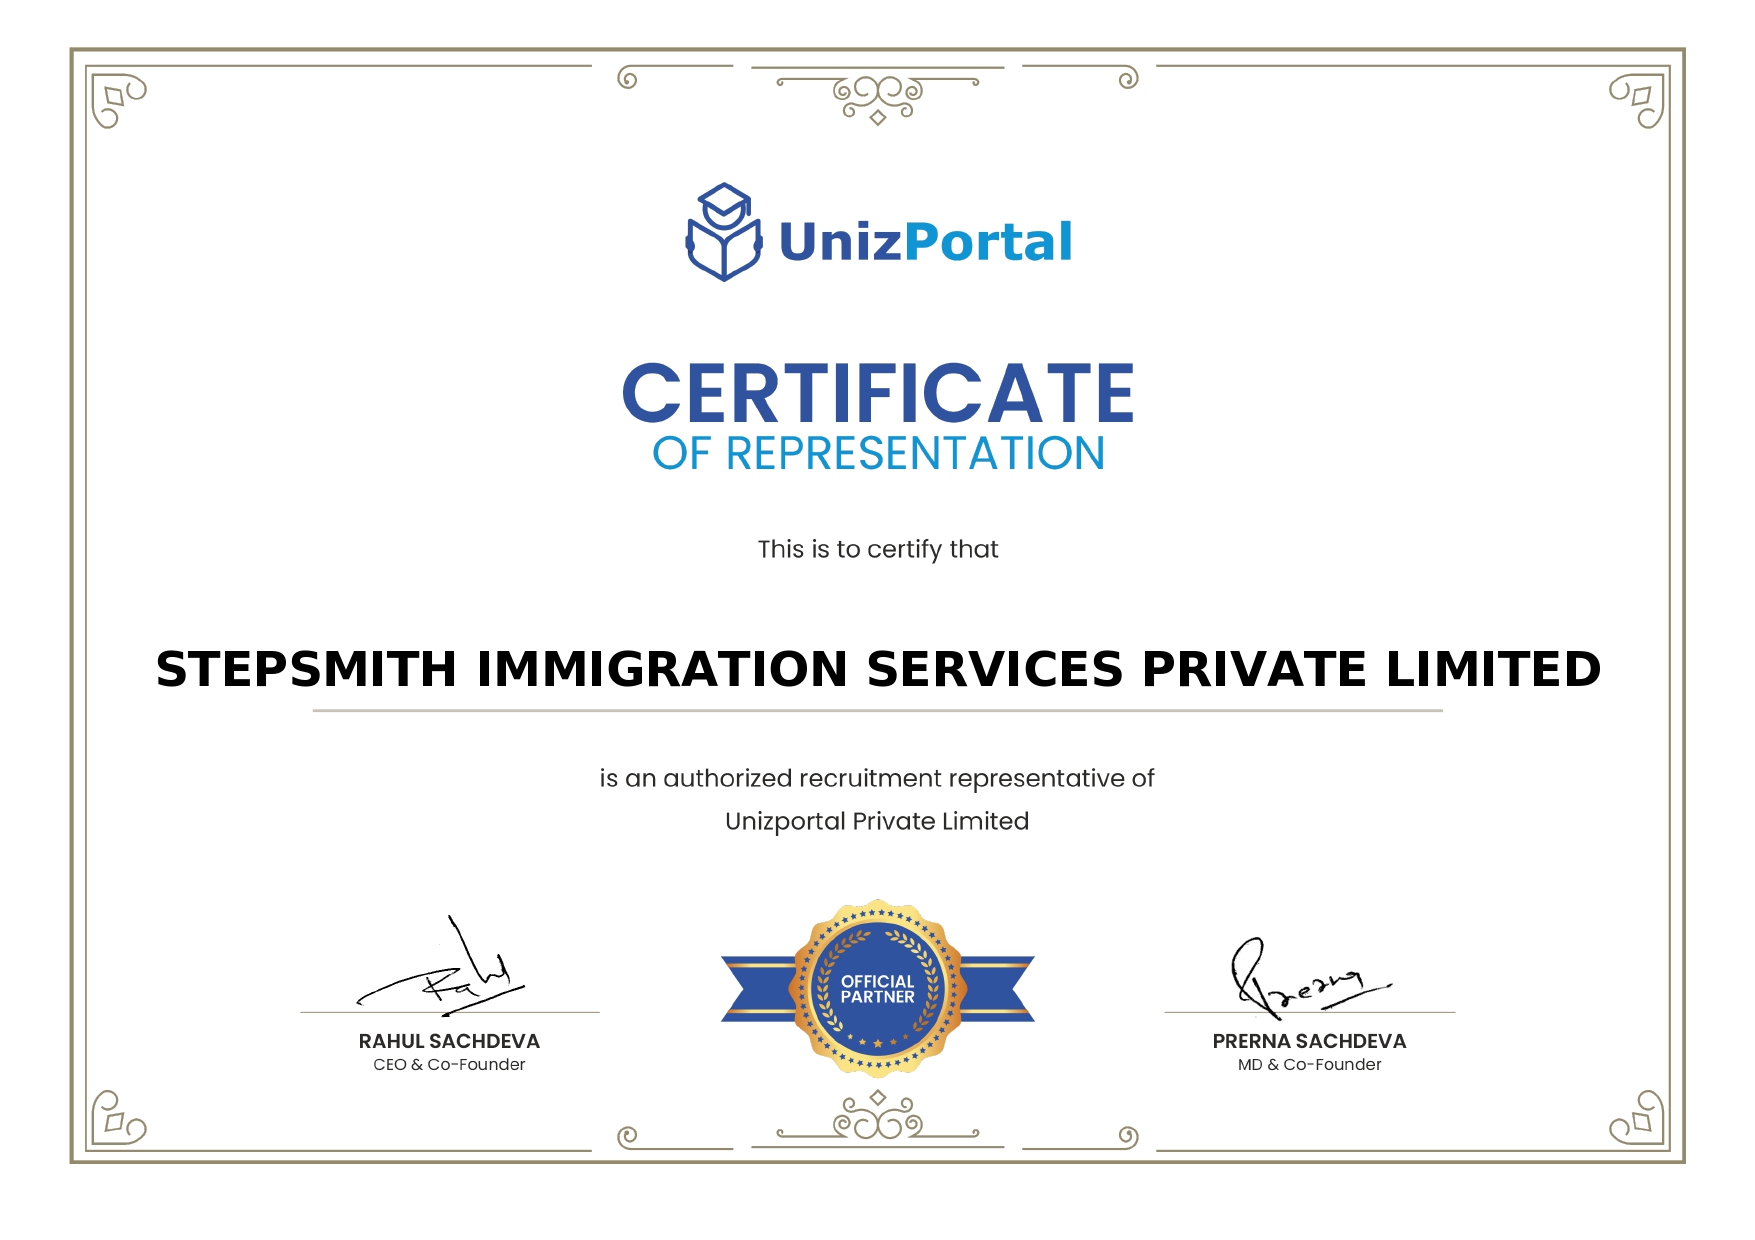 UnizPortal
CERTIFICATE
OF REPRESENTATION
This is to certify that
STEPSMITH IMMIGRATION SERVICES PRIVATE LIMITED
is an authorized recruitment representative of
Unizportal Private Limited
Rahul
OFFICIAL
PARTNER
Prerna
RAHUL SACHDEVA
CEO & Co-Founder
PRERNA SACHDEVA
MD & Co-Founder